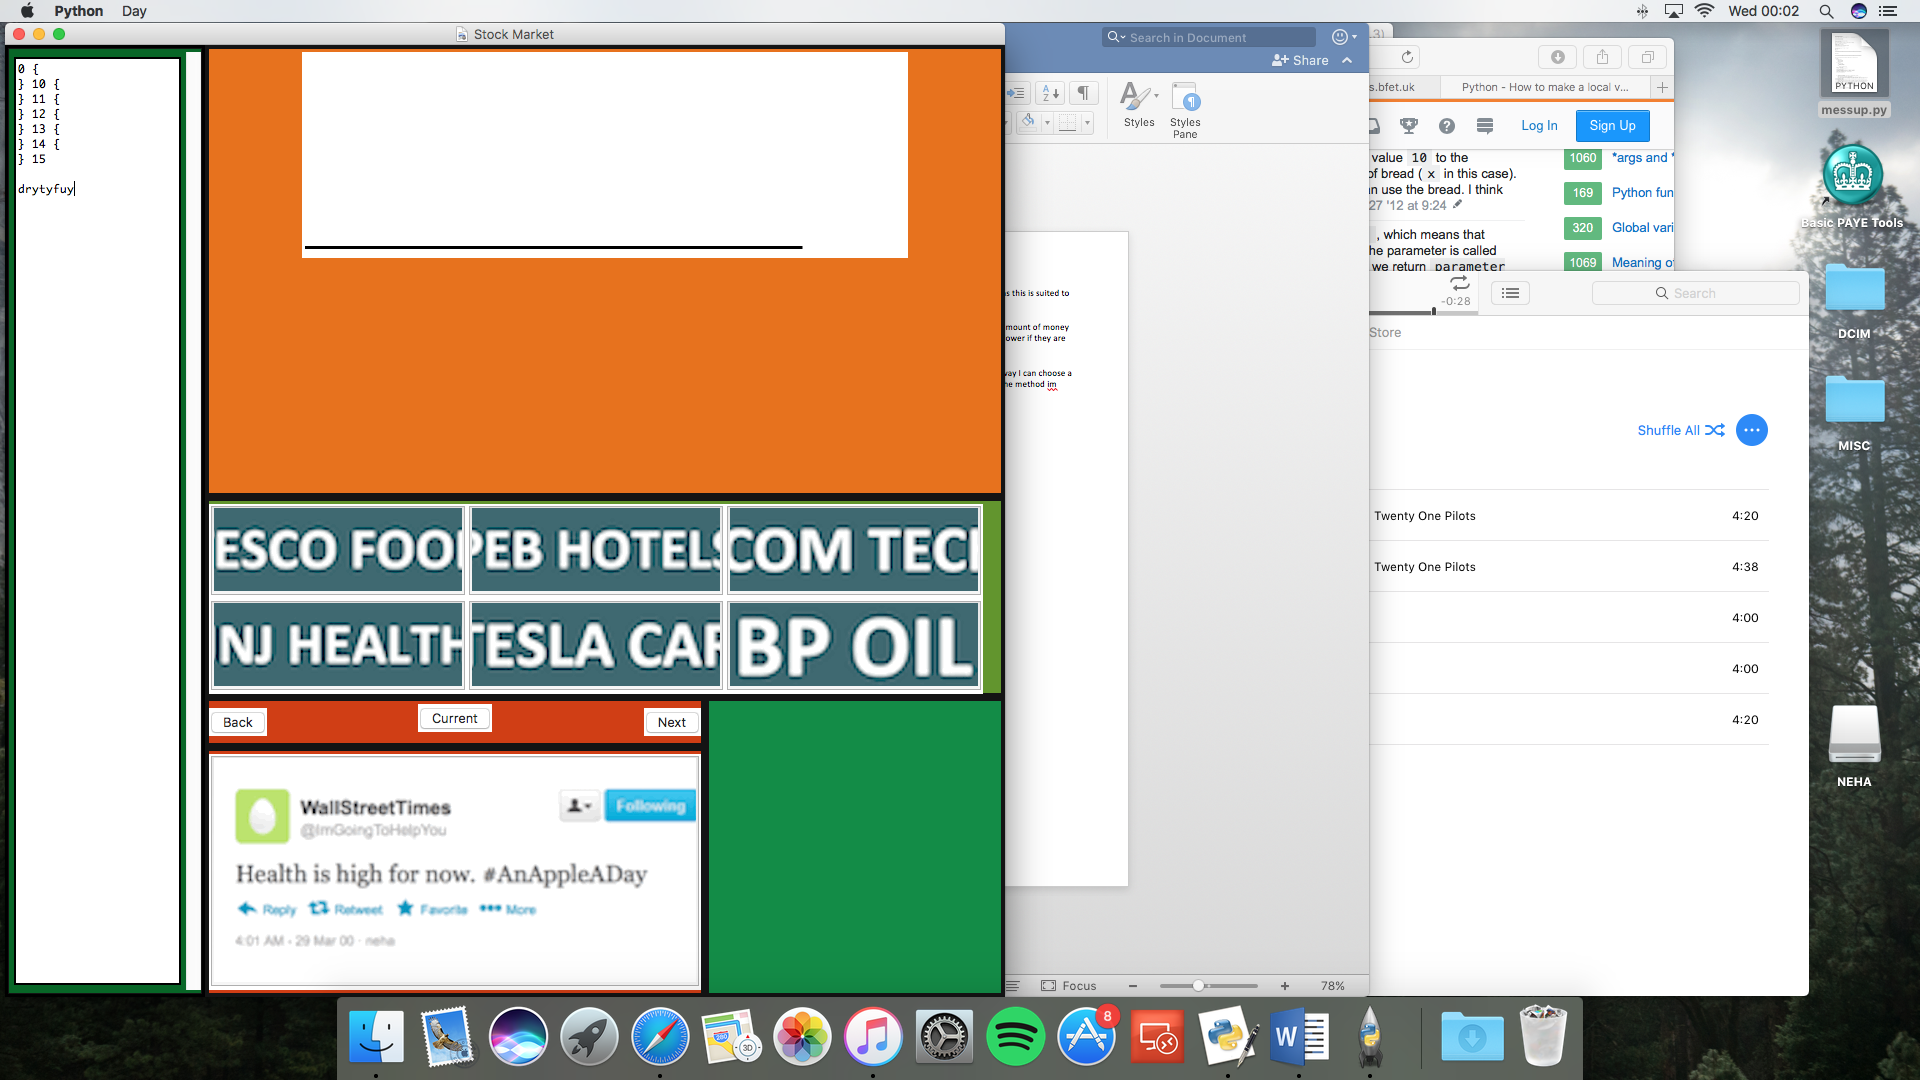 Python Day
Wed 00:02
Stock Market
0 {
} 10 {
} 11 {
} 12 {
} 13 {
} 14 {
} 15
drytyfuy
ESCO FOO
PEB HOTELS
COM TEC
NJ HEALTH
TESLA CAR
BP OIL
Back
Current
Next
WallStreetTimes
@ImGoingToHelpYou
Following
Health is high for now. #AnAppleADay
Reply Retweet Favorite More
4:01 AM - 29 Mar 00 · neha
Search in Document
Share
Styles
Styles Pane
s this is suited to
mount of money
ower if they are
vay I can choose a
he method im
Focus
78%
3)
s.bfet.uk
Python - How to make a local v...
Log In
Sign Up
value 10 to the
of bread ( x in this case).
n use the bread. I think
27 '12 at 9:24
, which means that
he parameter is called
we return parameter
1060 *args and *
169 Python fun
320 Global vari
1069 Meaning of
-0:28
Search
Store
Shuffle All
Twenty One Pilots 4:20
Twenty One Pilots 4:38
4:00
4:00
4:20
PYTHON
messup.py
Basic PAYE Tools
DCIM
MISC
NEHA
8
3D
W